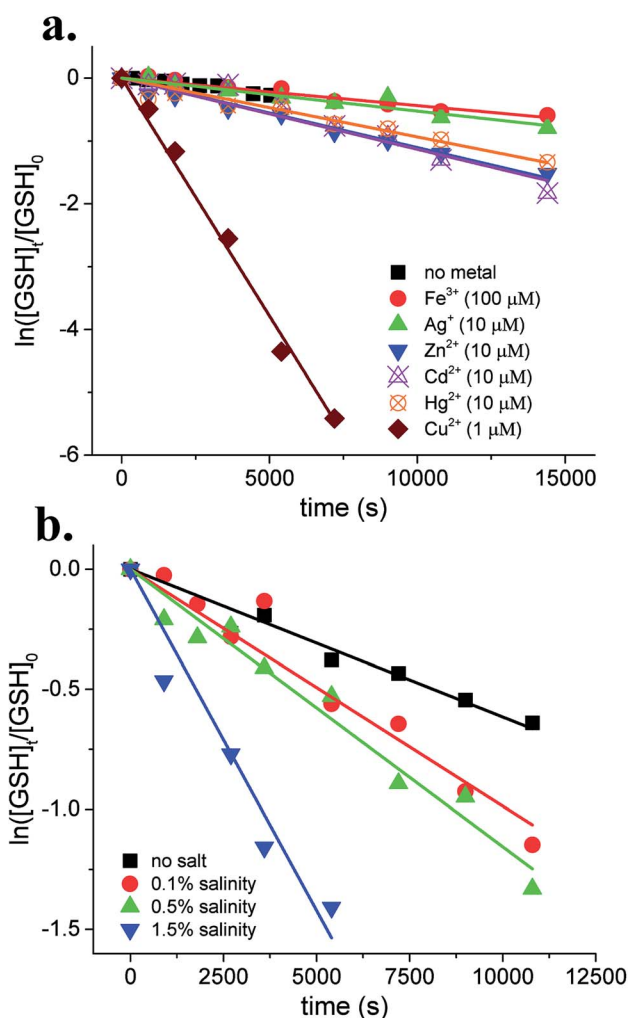 a.
0
-2
-4
-6
ln([GSH]t/[GSH]0
no metal
Fe³⁺ (100 μM)
Ag⁺ (10 μM)
Zn²⁺ (10 μM)
Cd²⁺ (10 μM)
Hg²⁺ (10 μM)
Cu²⁺ (1 μM)
0 5000 10000 15000
time (s)
b.
0.0
-0.5
-1.0
-1.5
ln([GSH]t/[GSH]0
no salt
0.1% salinity
0.5% salinity
1.5% salinity
0 2500 5000 7500 10000 12500
time (s)